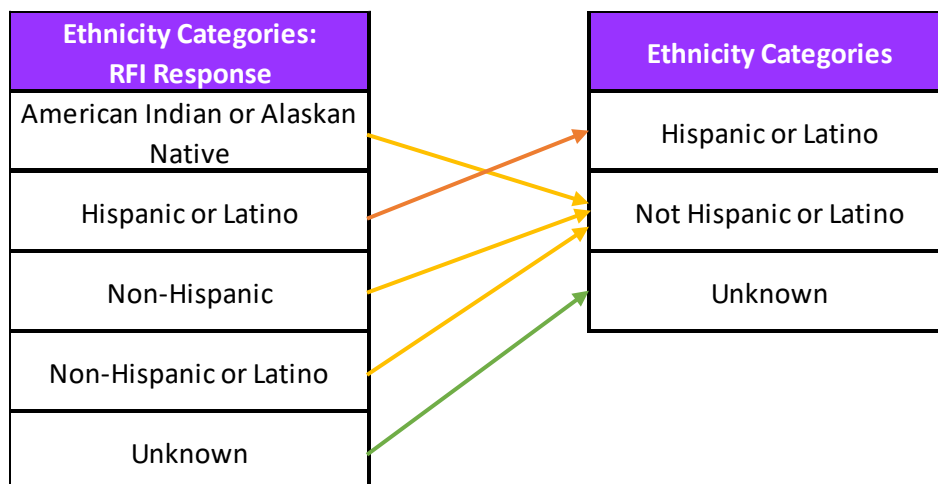 Ethnicity Categories:
RFI Response
American Indian or Alaskan
Native
Hispanic or Latino
Non-Hispanic
Non-Hispanic or Latino
Unknown
Ethnicity Categories
Hispanic or Latino
Not Hispanic or Latino
Unknown